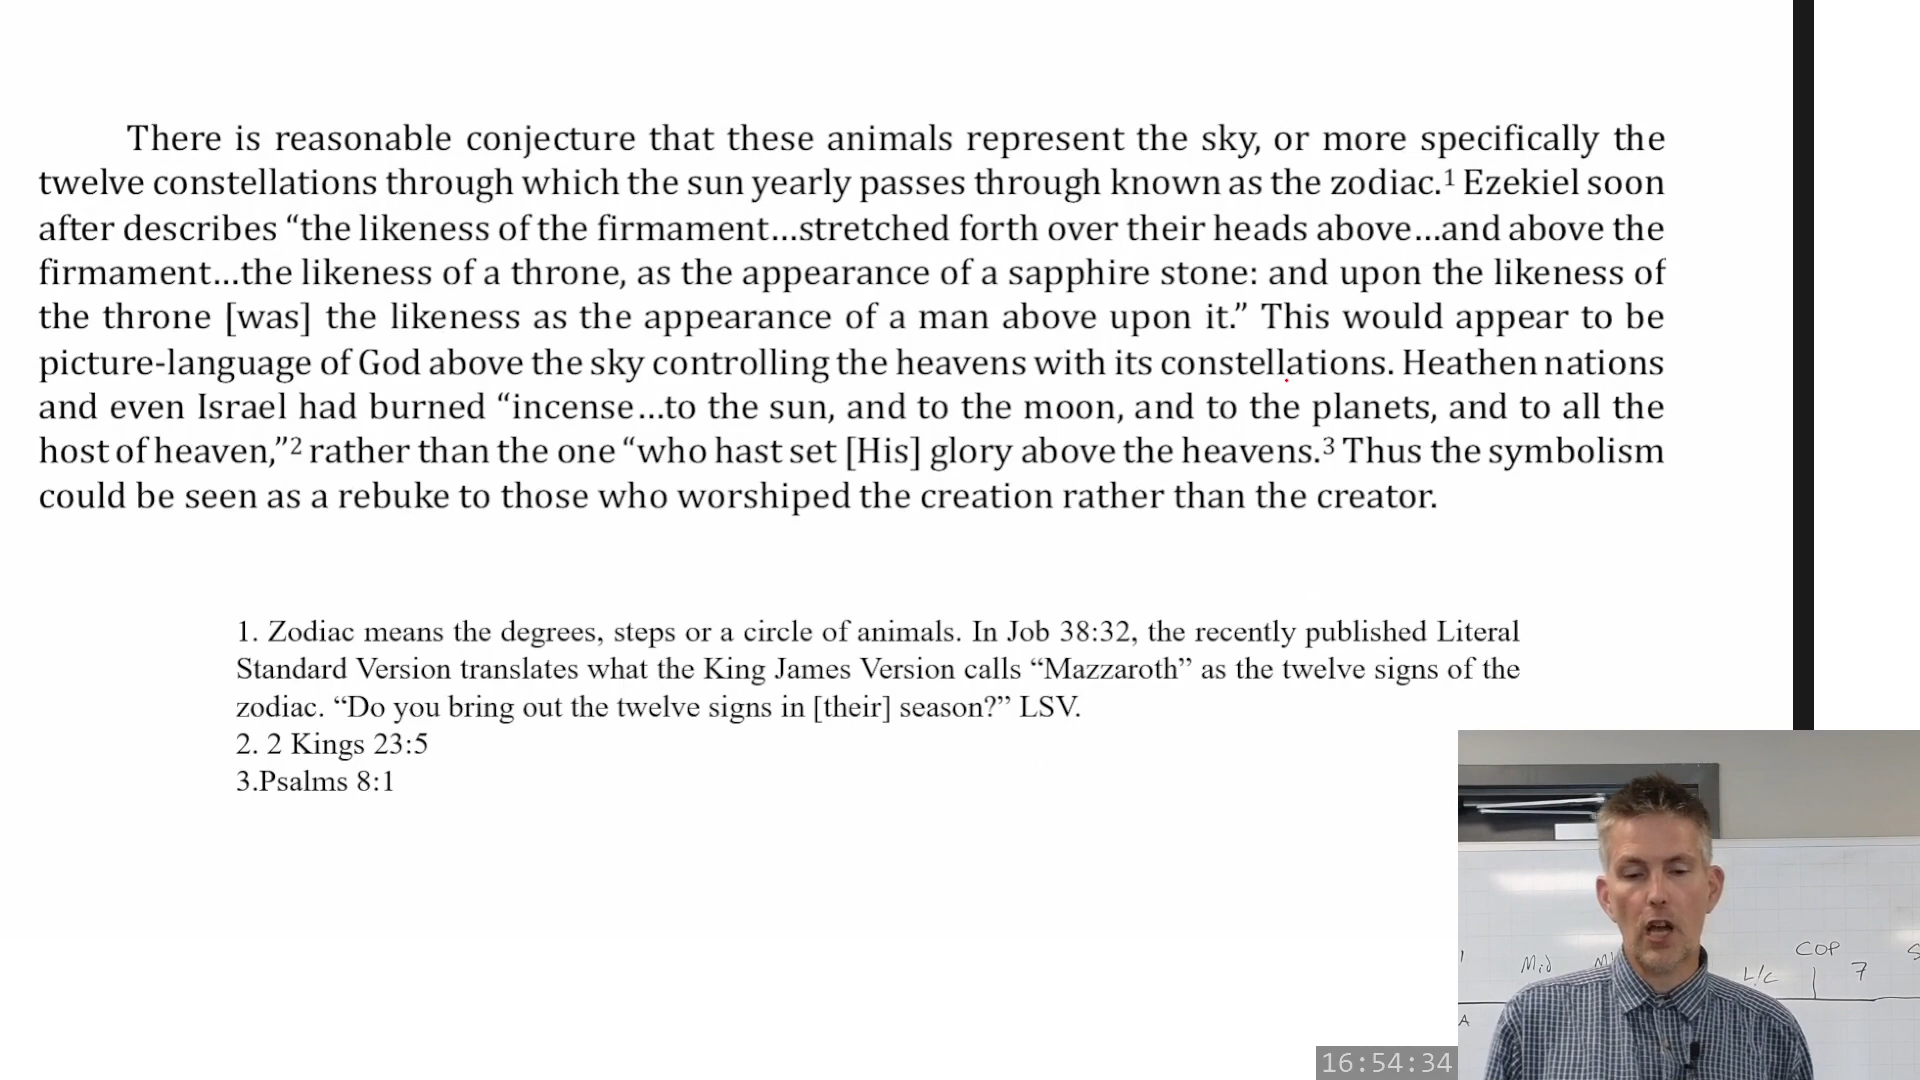 There is reasonable conjecture that these animals represent the sky, or more specifically the
twelve constellations through which the sun yearly passes through known as the zodiac.1 Ezekiel soon
after describes “the likeness of the firmament…stretched forth over their heads above…and above the
firmament…the likeness of a throne, as the appearance of a sapphire stone: and upon the likeness of
the throne [was] the likeness as the appearance of a man above upon it.” This would appear to be
picture-language of God above the sky controlling the heavens with its constellations. Heathen nations
and even Israel had burned “incense…to the sun, and to the moon, and to the planets, and to all the
host of heaven,”2 rather than the one “who hast set [His] glory above the heavens.3 Thus the symbolism
could be seen as a rebuke to those who worshiped the creation rather than the creator.
1. Zodiac means the degrees, steps or a circle of animals. In Job 38:32, the recently published Literal
Standard Version translates what the King James Version calls “Mazzaroth” as the twelve signs of the
zodiac. “Do you bring out the twelve signs in [their] season?” LSV.
2. 2 Kings 23:5
3.Psalms 8:1
COP
Mid
L/C
7
A
16:54:34